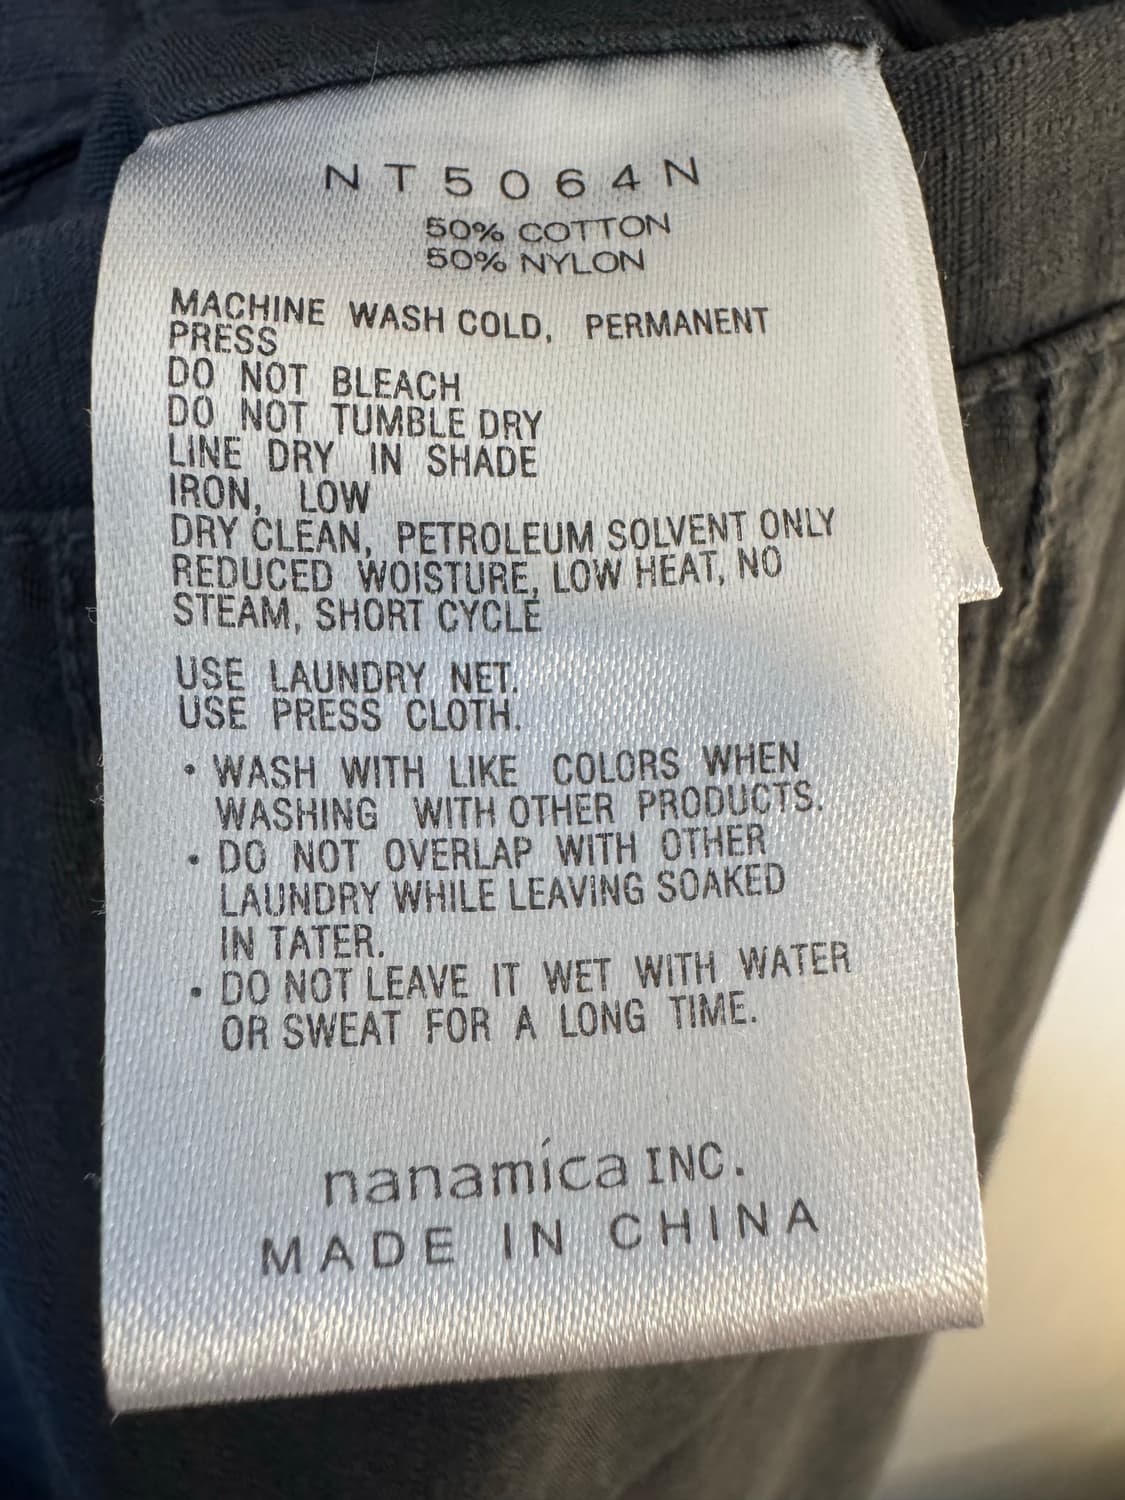 NT5064N
50% COTTON
50% NYLON
MACHINE WASH COLD, PERMANENT
PRESS
DO NOT BLEACH
DO NOT TUMBLE DRY
LINE DRY IN SHADE
IRON, LOW
DRY CLEAN, PETROLEUM SOLVENT ONLY
REDUCED WOISTURE, LOW HEAT, NO
STEAM, SHORT CYCLE
USE LAUNDRY NET.
USE PRESS CLOTH.
• WASH WITH LIKE COLORS WHEN
WASHING WITH OTHER PRODUCTS.
• DO NOT OVERLAP WITH OTHER
LAUNDRY WHILE LEAVING SOAKED
IN TATER.
• DO NOT LEAVE IT WET WITH WATER
OR SWEAT FOR A LONG TIME.
nanamíca INC.
MADE IN CHINA